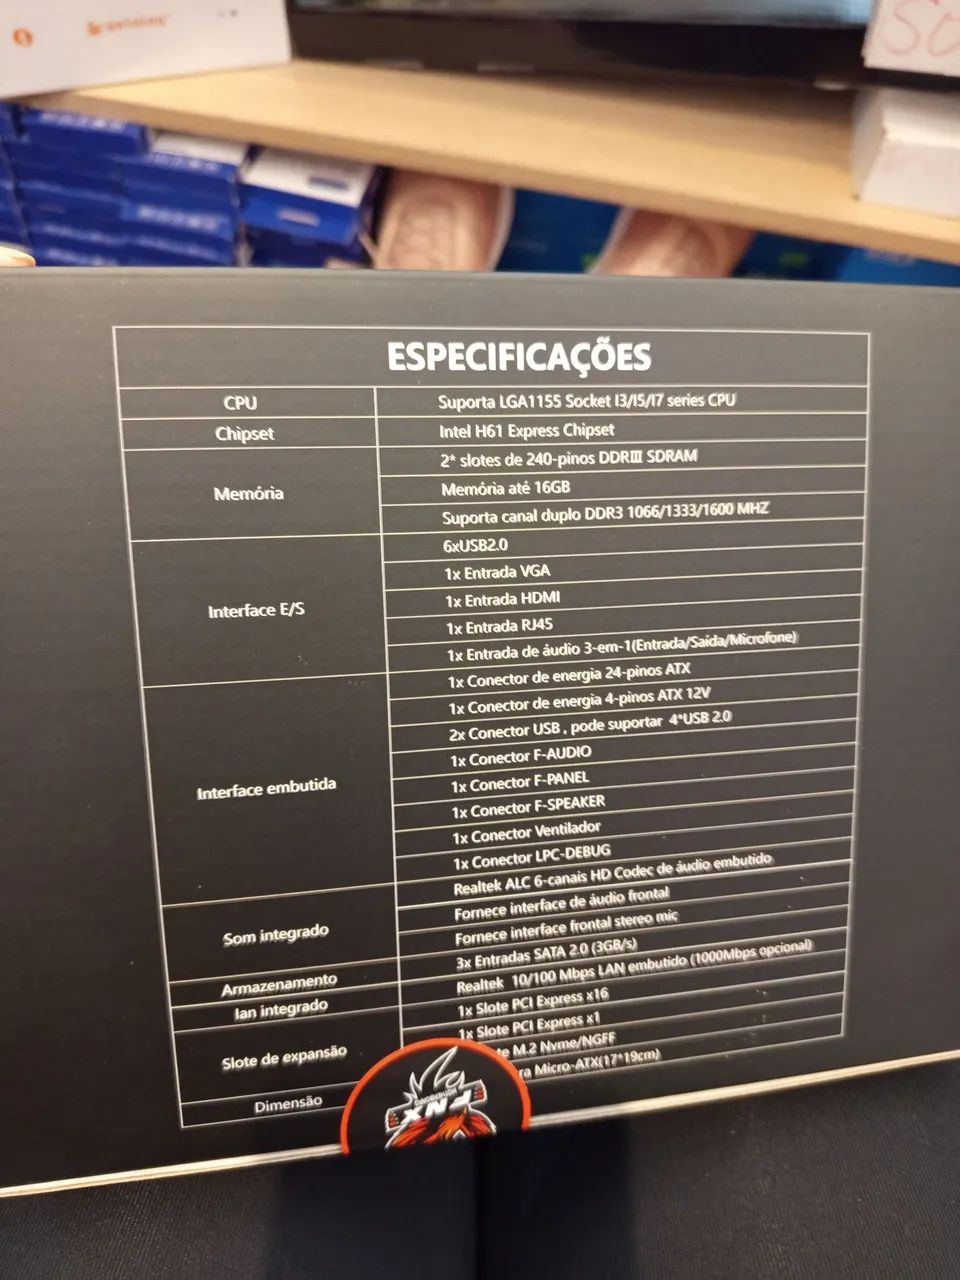 ESPECIFICAÇÕES
CPU
Suporta LGA1155 Socket I3/I5/I7 series CPU
Chipset
Intel H61 Express Chipset
Memória
2* slotes de 240-pinos DDRⅢ SDRAM
Memória até 16GB
Suporta canal duplo DDR3 1066/1333/1600 MHZ
Interface E/S
6xUSB2.0
1x Entrada VGA
1x Entrada HDMI
1x Entrada RJ45
1x Entrada de áudio 3-em-1(Entrada/Saída/Microfone)
Interface embutida
1x Conector de energia 24-pinos ATX
1x Conector de energia 4-pinos ATX 12V
2x Conector USB , pode suportar 4*USB 2.0
1x Conector F-AUDIO
1x Conector F-PANEL
1x Conector F-SPEAKER
1x Conector Ventilador
1x Conector LPC-DEBUG
Som integrado
Realtek ALC 6-canais HD Codec de áudio embutido
Fornece interface de áudio frontal
Fornece interface frontal stereo mic
Armazenamento
3x Entradas SATA 2.0 (3GB/s)
lan integrado
Realtek 10/100 Mbps LAN embutido (1000Mbps opcional)
Slote de expansão
1x Slote PCI Express x16
1x Slote PCI Express x1
M.2 Nvme/NGFF
Dimensão
Micro-ATX(17*19cm)
PNX